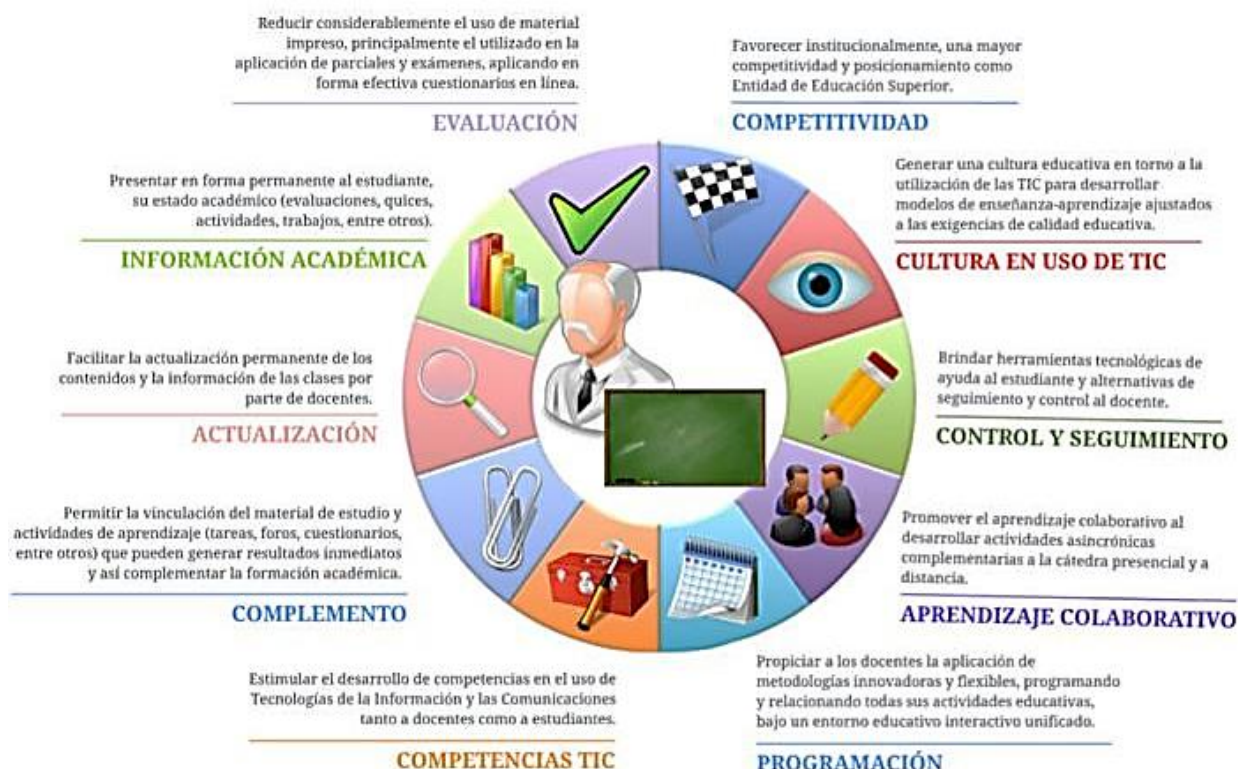 Reducir considerablemente el uso de material
impreso, principalmente el utilizado en la
aplicación de parciales y exámenes, aplicando en
forma efectiva cuestionarios en línea.
EVALUACIÓN
Favorecer institucionalmente, una mayor
competitividad y posicionamiento como
Entidad de Educación Superior.
COMPETITIVIDAD
Presentar en forma permanente al estudiante,
su estado académico (evaluaciones, quices,
actividades, trabajos, entre otros).
INFORMACIÓN ACADÉMICA
Generar una cultura educativa en torno a la
utilización de las TIC para desarrollar
modelos de enseñanza-aprendizaje ajustados
a las exigencias de calidad educativa.
CULTURA EN USO DE TIC
Facilitar la actualización permanente de los
contenidos y la información de las clases por
parte de docentes.
ACTUALIZACIÓN
Brindar herramientas tecnológicas de
ayuda al estudiante y alternativas de
seguimiento y control al docente.
CONTROL Y SEGUIMIENTO
Permitir la vinculación del material de estudio y
actividades de aprendizaje (tareas, foros, cuestionarios,
entre otros) que pueden generar resultados inmediatos
y así complementar la formación académica.
COMPLEMENTO
Promover el aprendizaje colaborativo al
desarrollar actividades asincrónicas
complementarias a la cátedra presencial y a
distancia.
APRENDIZAJE COLABORATIVO
Estimular el desarrollo de competencias en el uso de
Tecnologías de la Información y las Comunicaciones
tanto a docentes como a estudiantes.
COMPETENCIAS TIC
Propiciar a los docentes la aplicación de
metodologías innovadoras y flexibles, programando
y relacionando todas sus actividades educativas,
bajo un entorno educativo interactivo unificado.
PROGRAMACIÓN